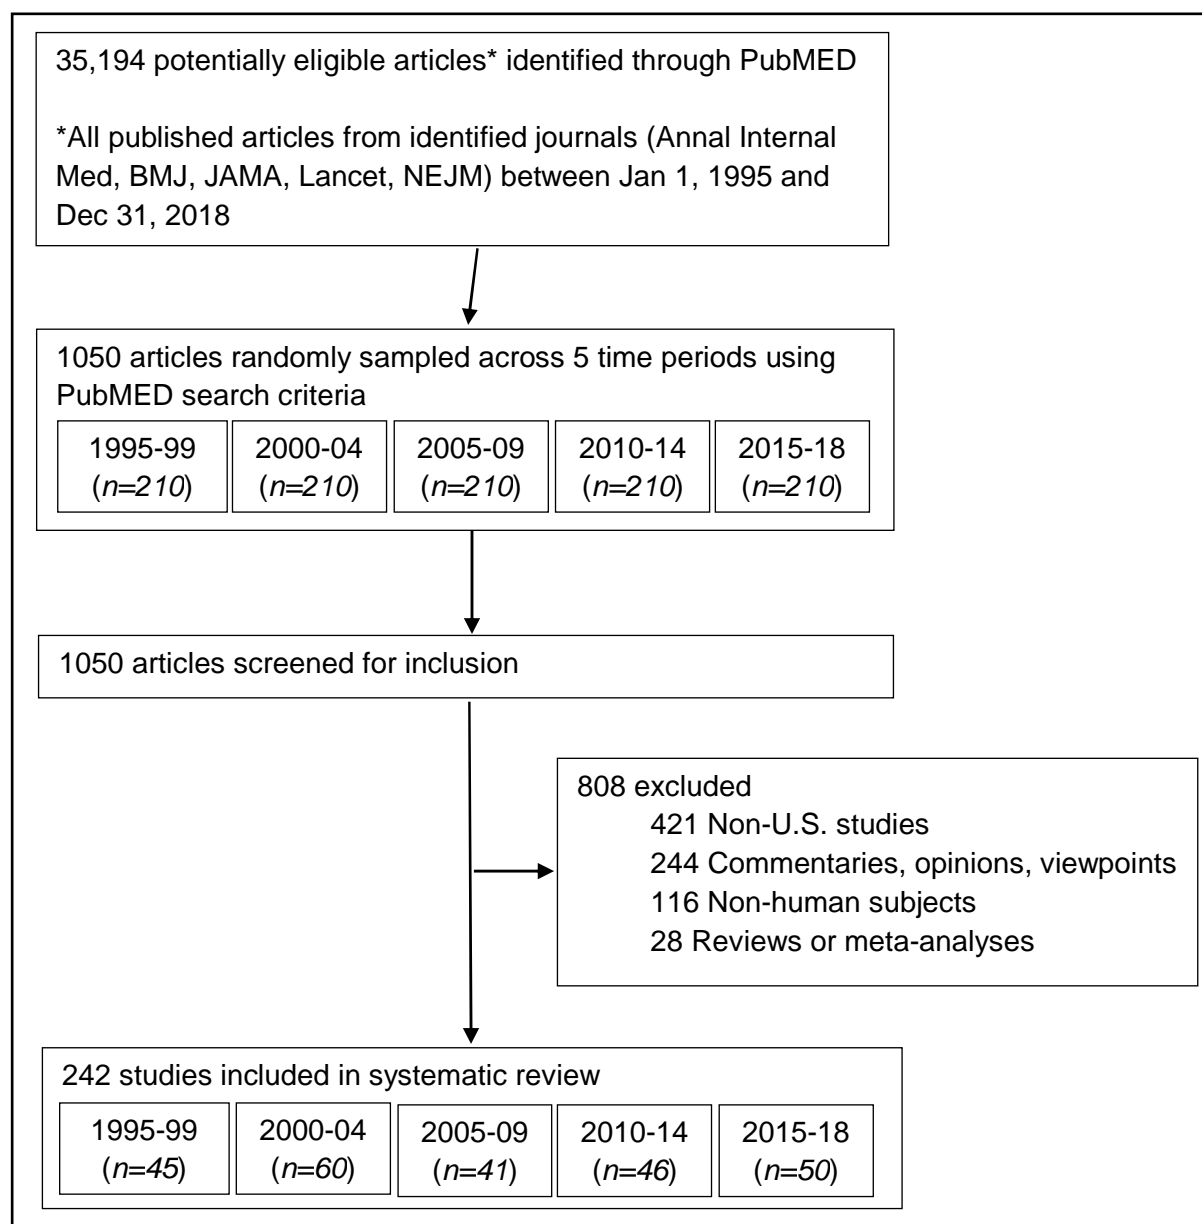 35,194 potentially eligible articles* identified through PubMED
*All published articles from identified journals (Annal Internal
Med, BMJ, JAMA, Lancet, NEJM) between Jan 1, 1995 and
Dec 31, 2018
1050 articles randomly sampled across 5 time periods using
PubMED search criteria
1995-99
(n=210)
2000-04
(n=210)
2005-09
(n=210)
2010-14
(n=210)
2015-18
(n=210)
1050 articles screened for inclusion
808 excluded
421 Non-U.S. studies
244 Commentaries, opinions, viewpoints
116 Non-human subjects
28 Reviews or meta-analyses
242 studies included in systematic review
1995-99
(n=45)
2000-04
(n=60)
2005-09
(n=41)
2010-14
(n=46)
2015-18
(n=50)